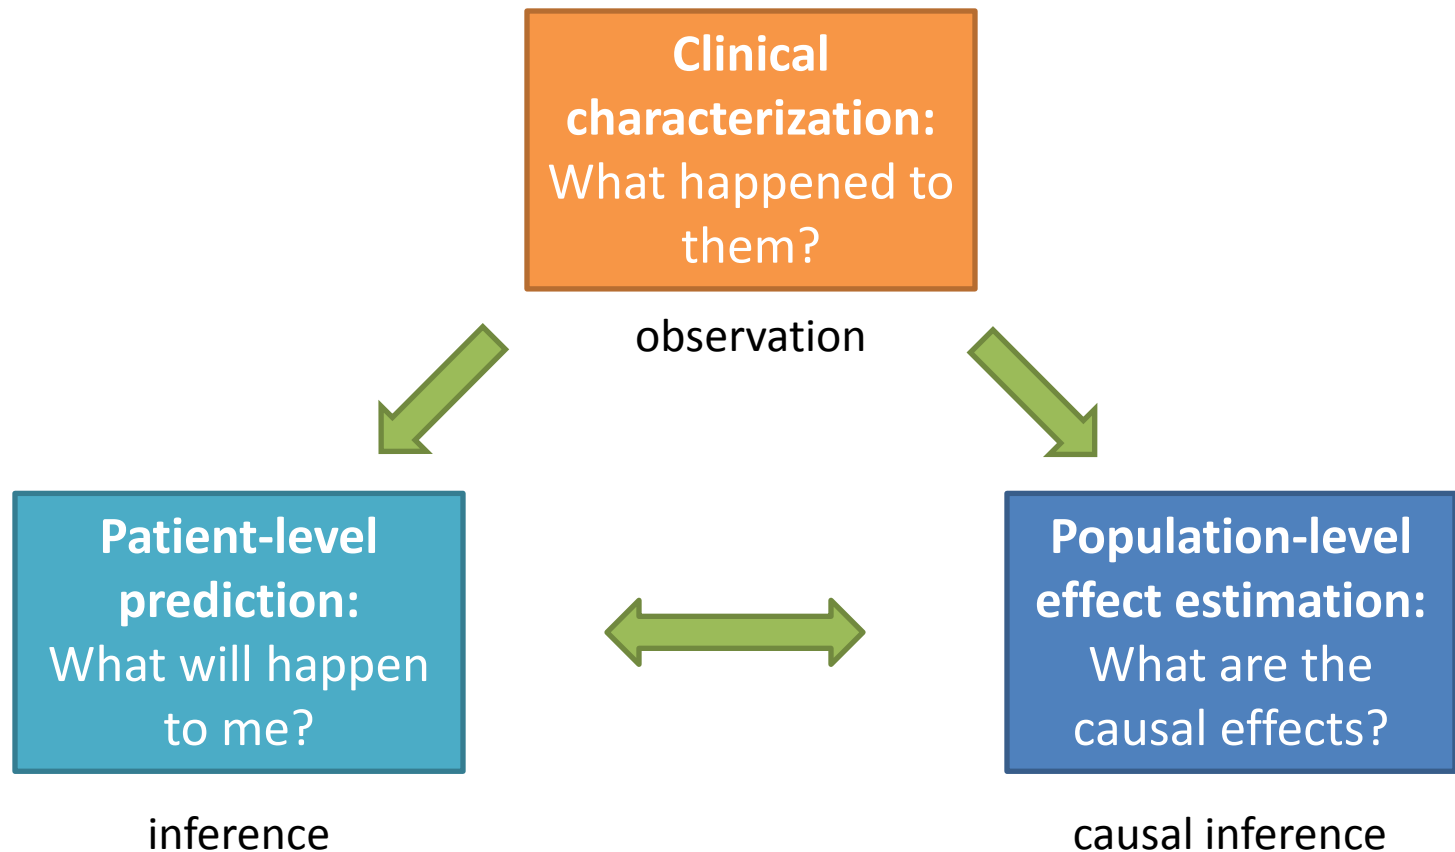 Clinical
characterization:
What happened to
them?
observation
Patient-level
prediction:
What will happen
to me?
inference
Population-level
effect estimation:
What are the
causal effects?
causal inference